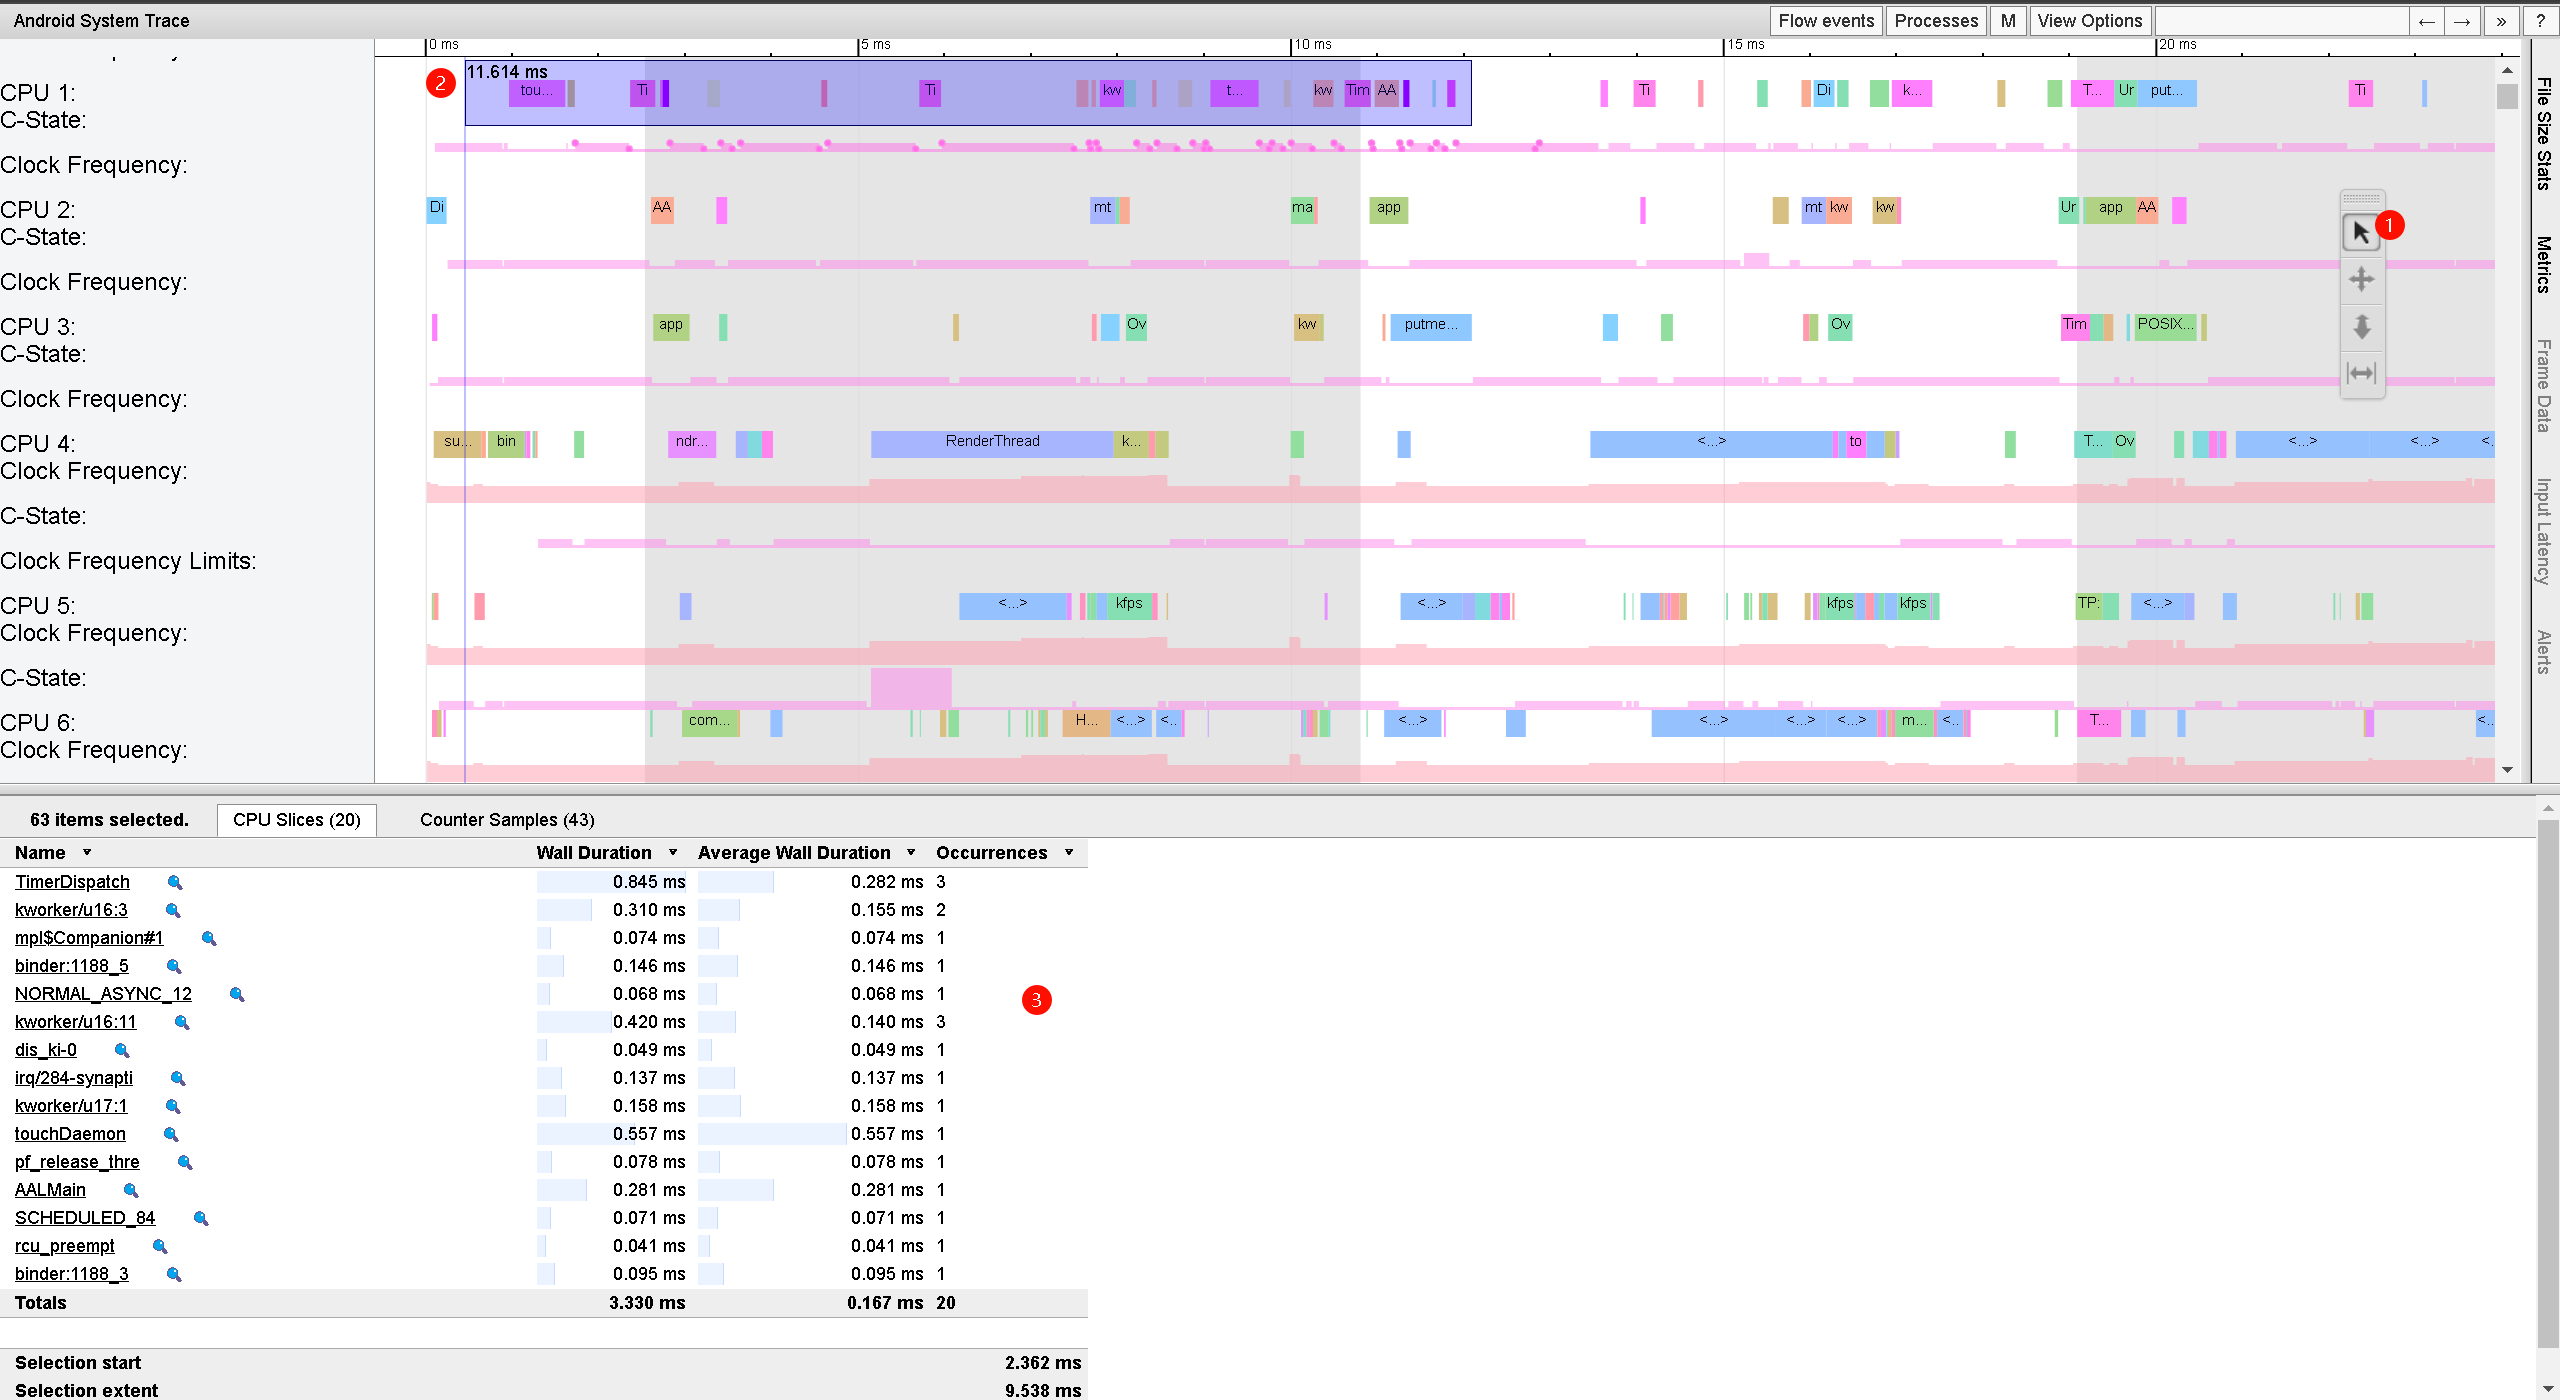 Android System Trace
Flow events Processes M View Options ← → » ?
0 ms 5 ms 10 ms 15 ms 20 ms
2 11.614 ms
CPU 1: tou... Ti Ti kw t... kw Tim AA Ti Di k... T... Ur put... Ti
C-State:
Clock Frequency:
CPU 2: Di AA mt ma app mt kw kw Ur app AA
1
C-State:
Clock Frequency:
CPU 3: app Ov kw putme... Ov Tim POSIX...
C-State:
Clock Frequency:
CPU 4: su... bin ndr... RenderThread k... <...> to T... Ov <...> <...> <.
Clock Frequency:
C-State:
Clock Frequency Limits:
CPU 5: <...> kfps <...> kfps kfps TP: <...>
Clock Frequency:
C-State:
CPU 6: com... H... <...> <.. <...> <...> <...> <...> m... <.. T... <..
Clock Frequency:
File Size Stats
Metrics
Frame Data
Input Latency
Alerts
63 items selected. CPU Slices (20) Counter Samples (43)
Name Wall Duration Average Wall Duration Occurrences
TimerDispatch 0.845 ms 0.282 ms 3
kworker/u16:3 0.310 ms 0.155 ms 2
mpl$Companion#1 0.074 ms 0.074 ms 1
binder:1188_5 0.146 ms 0.146 ms 1
NORMAL_ASYNC_12 0.068 ms 0.068 ms 1
3
kworker/u16:11 0.420 ms 0.140 ms 3
dis_ki-0 0.049 ms 0.049 ms 1
irq/284-synapti 0.137 ms 0.137 ms 1
kworker/u17:1 0.158 ms 0.158 ms 1
touchDaemon 0.557 ms 0.557 ms 1
pf_release_thre 0.078 ms 0.078 ms 1
AALMain 0.281 ms 0.281 ms 1
SCHEDULED_84 0.071 ms 0.071 ms 1
rcu_preempt 0.041 ms 0.041 ms 1
binder:1188_3 0.095 ms 0.095 ms 1
Totals 3.330 ms 0.167 ms 20
Selection start 2.362 ms
Selection extent 9.538 ms